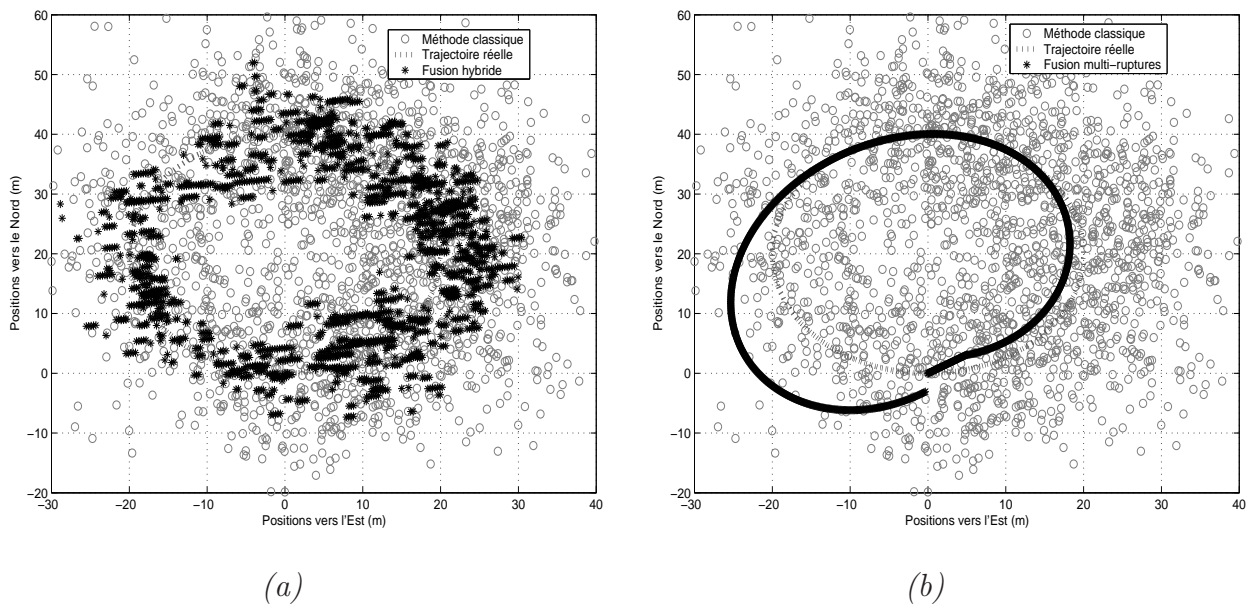 60
50
40
30
20
10
0
−10
−20
Positions vers le Nord (m)
−30 −20 −10 0 10 20 30 40
Positions vers l'Est (m)
Méthode classique
Trajectoire réelle
Fusion hybride
(a)
60
50
40
30
20
10
0
−10
−20
Positions vers le Nord (m)
−30 −20 −10 0 10 20 30 40
Positions vers l'Est (m)
Méthode classique
Trajectoire réelle
Fusion multi−ruptures
(b)